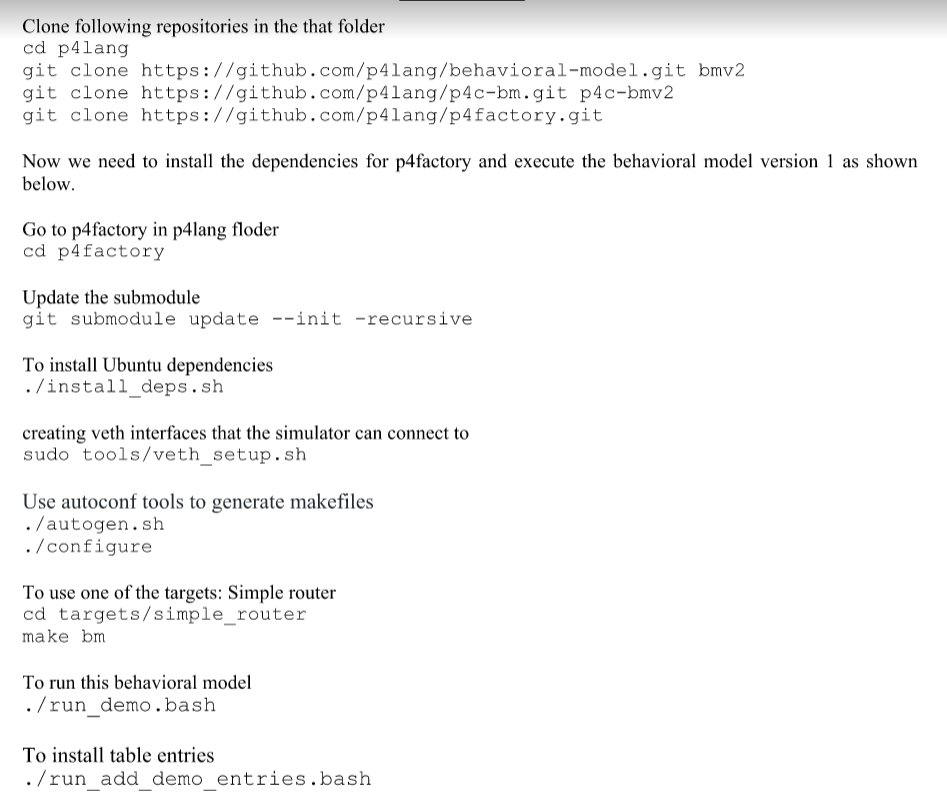 Clone following repositories in the that folder
cd p4lang
git clone https://github.com/p4lang/behavioral-model.git bmv2
git clone https://github.com/p4lang/p4c-bm.git p4c-bmv2
git clone https://github.com/p4lang/p4factory.git
Now we need to install the dependencies for p4factory and execute the behavioral model version 1 as shown
below.
Go to p4factory in p4lang floder
cd p4factory
Update the submodule
git submodule update --init -recursive
To install Ubuntu dependencies
./install_deps.sh
creating veth interfaces that the simulator can connect to
sudo tools/veth_setup.sh
Use autoconf tools to generate makefiles
./autogen.sh
./configure
To use one of the targets: Simple router
cd targets/simple_router
make bm
To run this behavioral model
./run_demo.bash
To install table entries
./run_add_demo_entries.bash